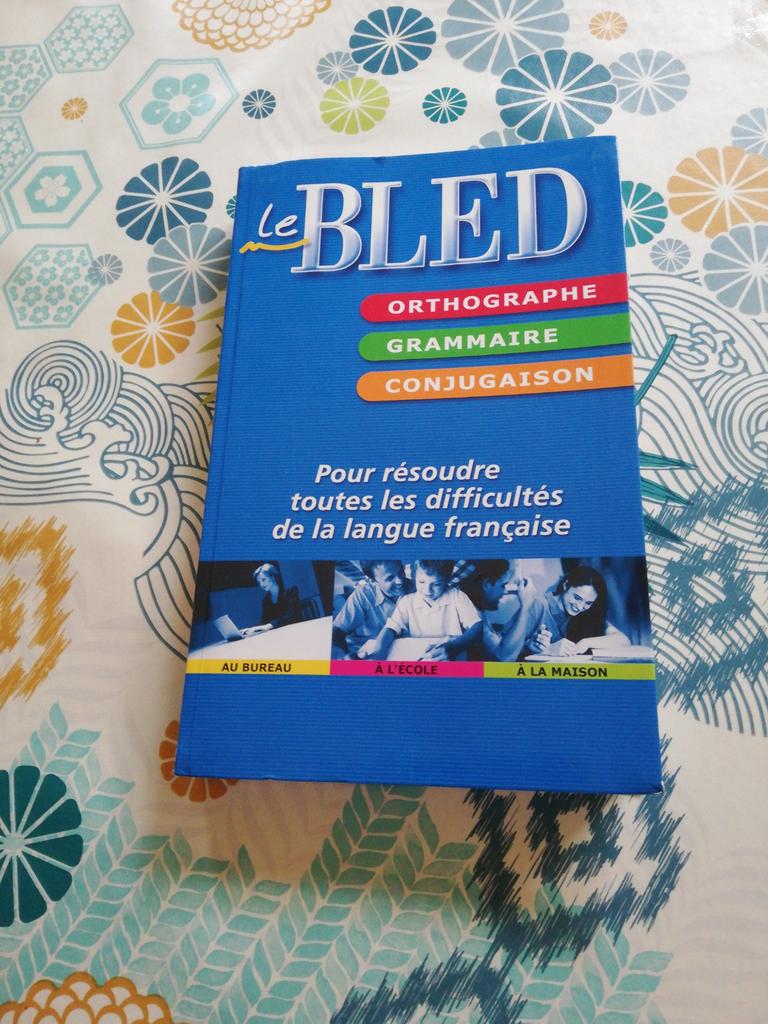 le BLED
ORTHOGRAPHE
GRAMMAIRE
CONJUGAISON
Pour résoudre
toutes les difficultés
de la langue française
AU BUREAU
À L'ÉCOLE
À LA MAISON